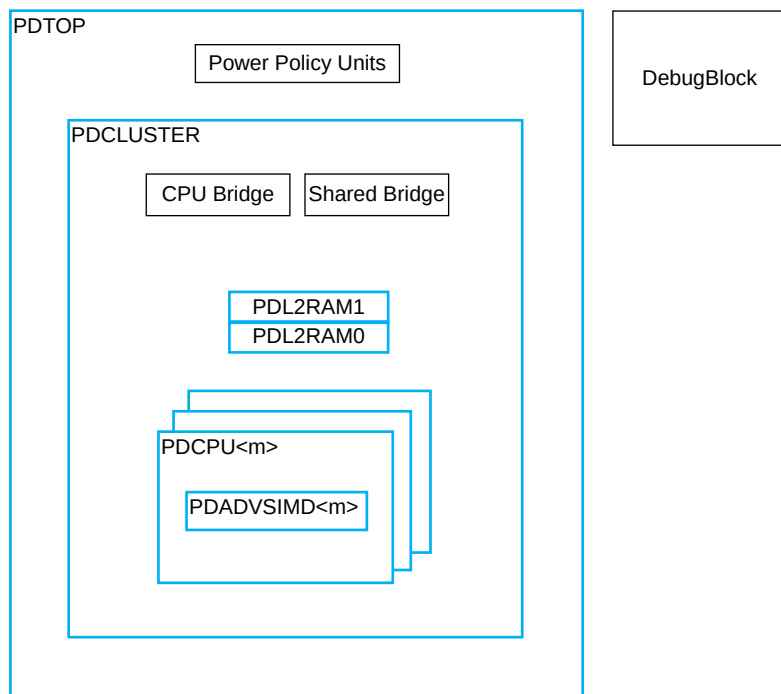 PDTOP
Power Policy Units
DebugBlock
PDCLUSTER
CPU Bridge
Shared Bridge
PDL2RAM1
PDL2RAM0
PDCPU<m>
PDADVSIMD<m>